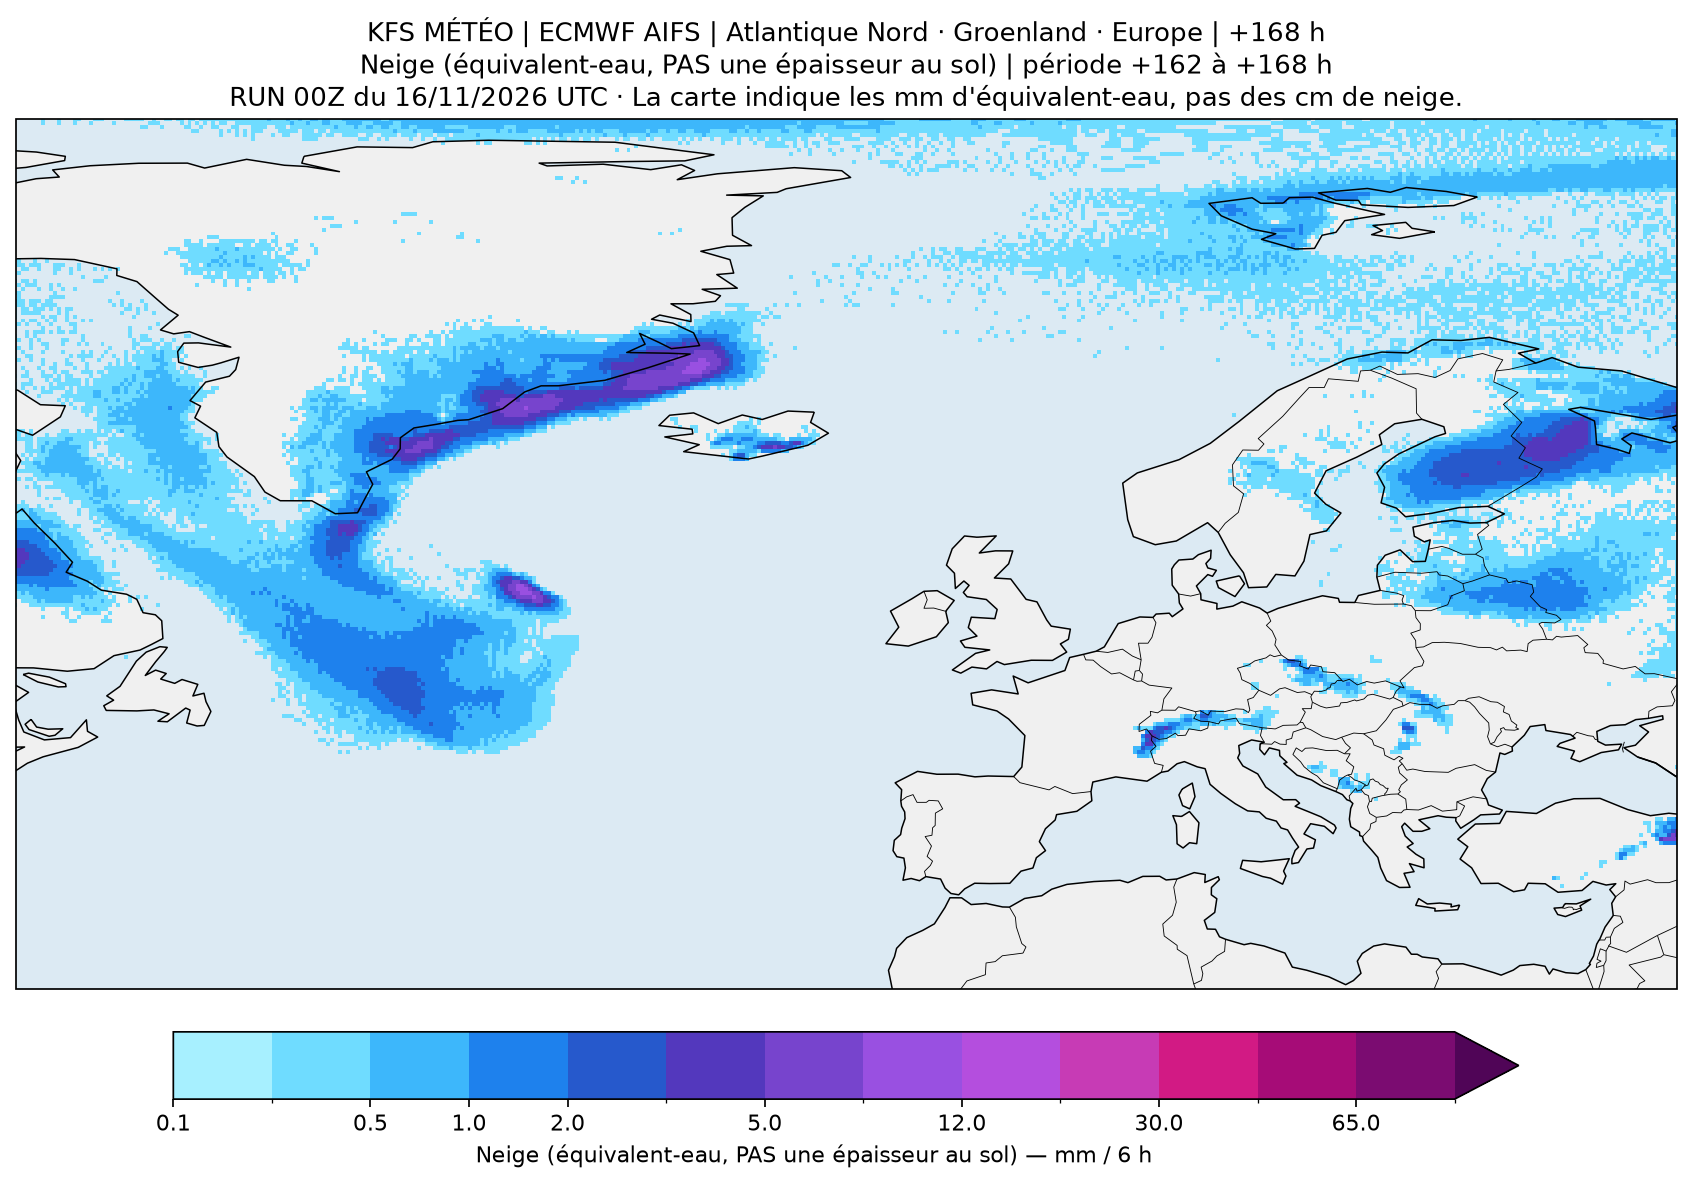 KFS MÉTÉO | ECMWF AIFS | Atlantique Nord · Groenland · Europe | +168 h
Neige (équivalent-eau, PAS une épaisseur au sol) | période +162 à +168 h
RUN 00Z du 16/11/2026 UTC · La carte indique les mm d'équivalent-eau, pas des cm de neige.
0.1 0.5 1.0 2.0 5.0 12.0 30.0 65.0
Neige (équivalent-eau, PAS une épaisseur au sol) — mm / 6 h